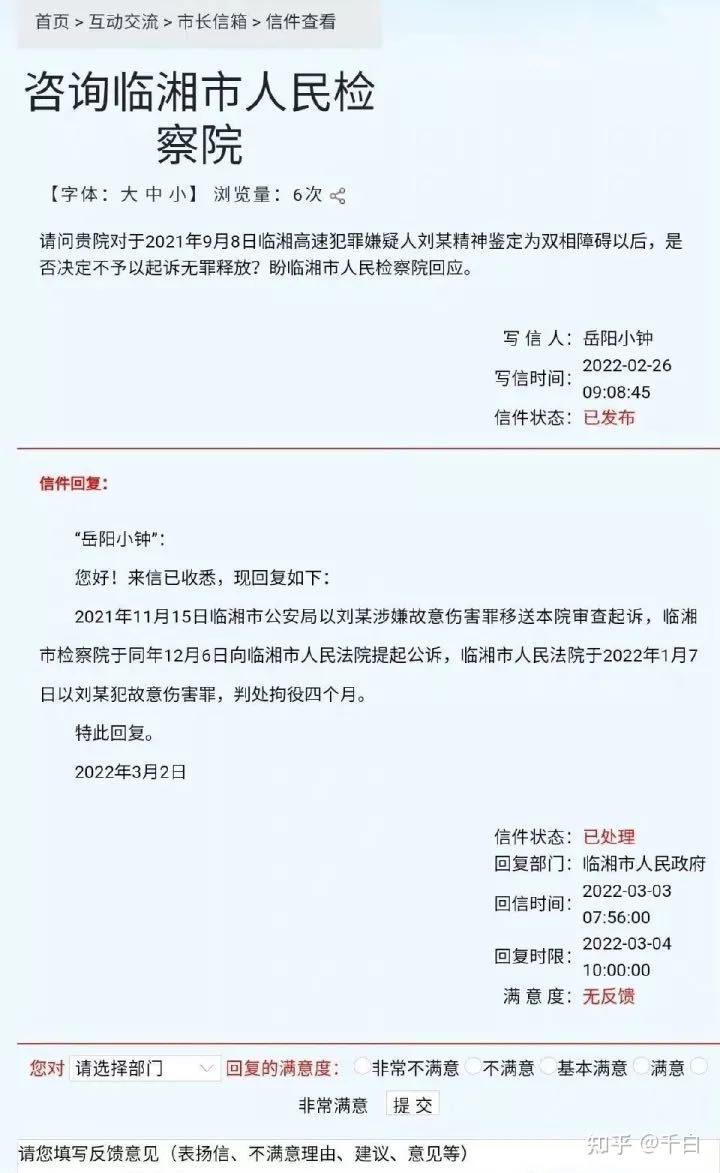 首页 > 互动交流 > 市长信箱 > 信件查看
咨询临湘市人民检
察院
【字体：大 中 小】 浏览量：6次
请问贵院对于2021年9月8日临湘高速犯罪嫌疑人刘某精神鉴定为双相障碍以后，是
否决定不予以起诉无罪释放？盼临湘市人民检察院回应。
写 信 人：岳阳小钟
写信时间：2022-02-26
09:08:45
信件状态：已发布
信件回复：
“岳阳小钟”：
您好！来信已收悉，现回复如下：
2021年11月15日临湘市公安局以刘某涉嫌故意伤害罪移送本院审查起诉，临湘
市检察院于同年12月6日向临湘市人民法院提起公诉，临湘市人民法院于2022年1月7
日以刘某犯故意伤害罪，判处拘役四个月。
特此回复。
2022年3月2日
信件状态：已处理
回复部门：临湘市人民政府
回信时间：2022-03-03
07:56:00
回复时限：2022-03-04
10:00:00
满 意 度：无反馈
您对 请选择部门 回复的满意度： 非常不满意 不满意 基本满意 满意
非常满意 提 交
知乎 @千白
请您填写反馈意见（表扬信、不满意理由、建议、意见等）